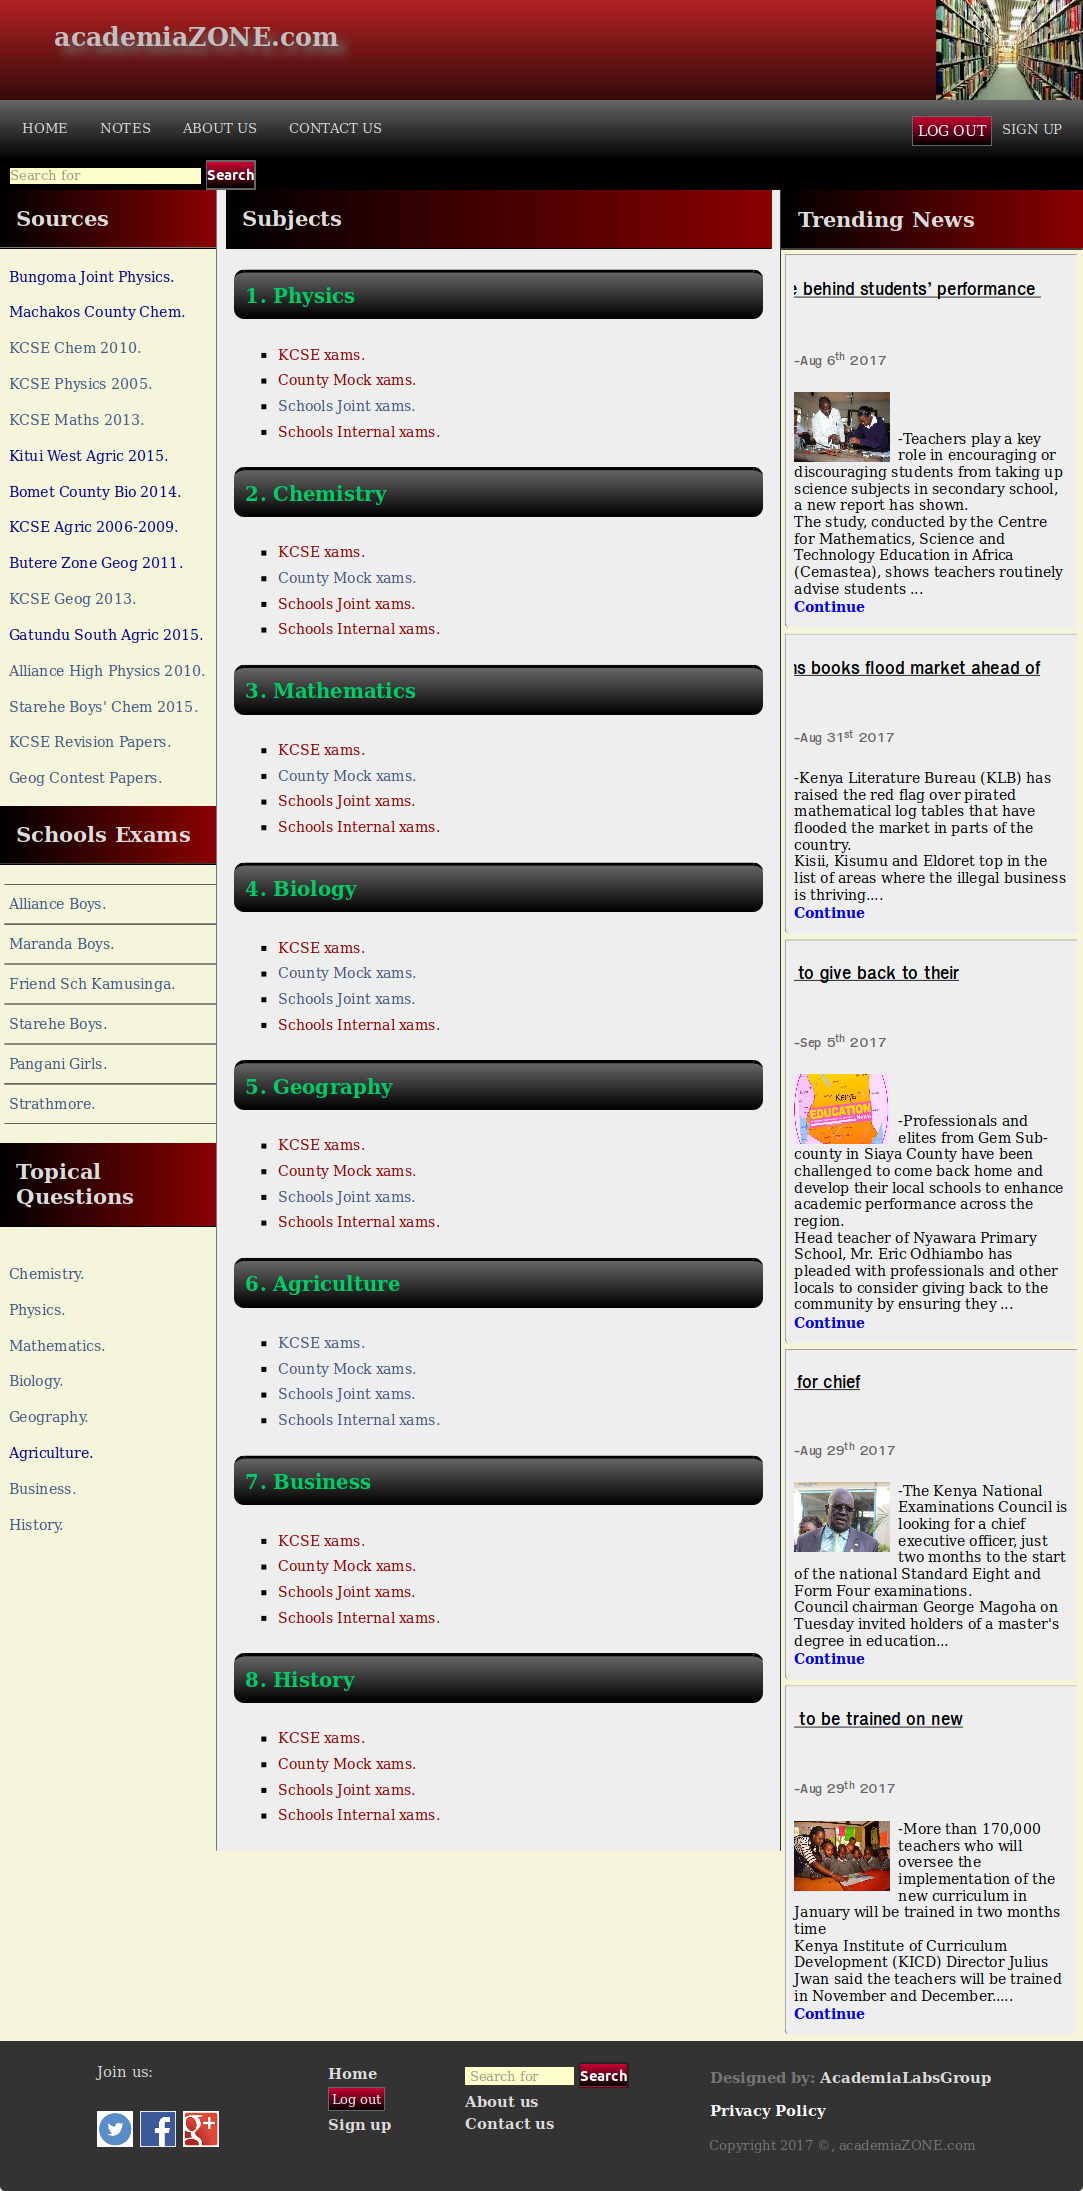 academiaZONE.com
HOME NOTES ABOUT US CONTACT US LOG OUT SIGN UP
Search for Search
Sources
Bungoma Joint Physics.
Machakos County Chem.
KCSE Chem 2010.
KCSE Physics 2005.
KCSE Maths 2013.
Kitui West Agric 2015.
Bomet County Bio 2014.
KCSE Agric 2006-2009.
Butere Zone Geog 2011.
KCSE Geog 2013.
Gatundu South Agric 2015.
Alliance High Physics 2010.
Starehe Boys' Chem 2015.
KCSE Revision Papers.
Geog Contest Papers.
Schools Exams
Alliance Boys.
Maranda Boys.
Friend Sch Kamusinga.
Starehe Boys.
Pangani Girls.
Strathmore.
Topical
Questions
Chemistry.
Physics.
Mathematics.
Biology.
Geography.
Agriculture.
Business.
History.
Subjects
1. Physics
KCSE xams.
County Mock xams.
Schools Joint xams.
Schools Internal xams.
2. Chemistry
KCSE xams.
County Mock xams.
Schools Joint xams.
Schools Internal xams.
3. Mathematics
KCSE xams.
County Mock xams.
Schools Joint xams.
Schools Internal xams.
4. Biology
KCSE xams.
County Mock xams.
Schools Joint xams.
Schools Internal xams.
5. Geography
KCSE xams.
County Mock xams.
Schools Joint xams.
Schools Internal xams.
6. Agriculture
KCSE xams.
County Mock xams.
Schools Joint xams.
Schools Internal xams.
7. Business
KCSE xams.
County Mock xams.
Schools Joint xams.
Schools Internal xams.
8. History
KCSE xams.
County Mock xams.
Schools Joint xams.
Schools Internal xams.
Trending News
behind students' performance
-Aug 6th 2017
-Teachers play a key
role in encouraging or
discouraging students from taking up
science subjects in secondary school,
a new report has shown.
The study, conducted by the Centre
for Mathematics, Science and
Technology Education in Africa
(Cemastea), shows teachers routinely
advise students ...
Continue
books flood market ahead of
-Aug 31st 2017
-Kenya Literature Bureau (KLB) has
raised the red flag over pirated
mathematical log tables that have
flooded the market in parts of the
country.
Kisii, Kisumu and Eldoret top in the
list of areas where the illegal business
is thriving....
Continue
to give back to their
-Sep 5th 2017
Kenya
EDUCATION
News
-Professionals and
elites from Gem Sub-
county in Siaya County have been
challenged to come back home and
develop their local schools to enhance
academic performance across the
region.
Head teacher of Nyawara Primary
School, Mr. Eric Odhiambo has
pleaded with professionals and other
locals to consider giving back to the
community by ensuring they ...
Continue
for chief
-Aug 29th 2017
-The Kenya National
Examinations Council is
looking for a chief
executive officer, just
two months to the start
of the national Standard Eight and
Form Four examinations.
Council chairman George Magoha on
Tuesday invited holders of a master's
degree in education...
Continue
to be trained on new
-Aug 29th 2017
-More than 170,000
teachers who will
oversee the
implementation of the
new curriculum in
January will be trained in two months
time
Kenya Institute of Curriculum
Development (KICD) Director Julius
Jwan said the teachers will be trained
in November and December.....
Continue
Join us:
Home
Log out
Sign up
Search for Search
About us
Contact us
Designed by: AcademiaLabsGroup
Privacy Policy
Copyright 2017 ©, academiaZONE.com